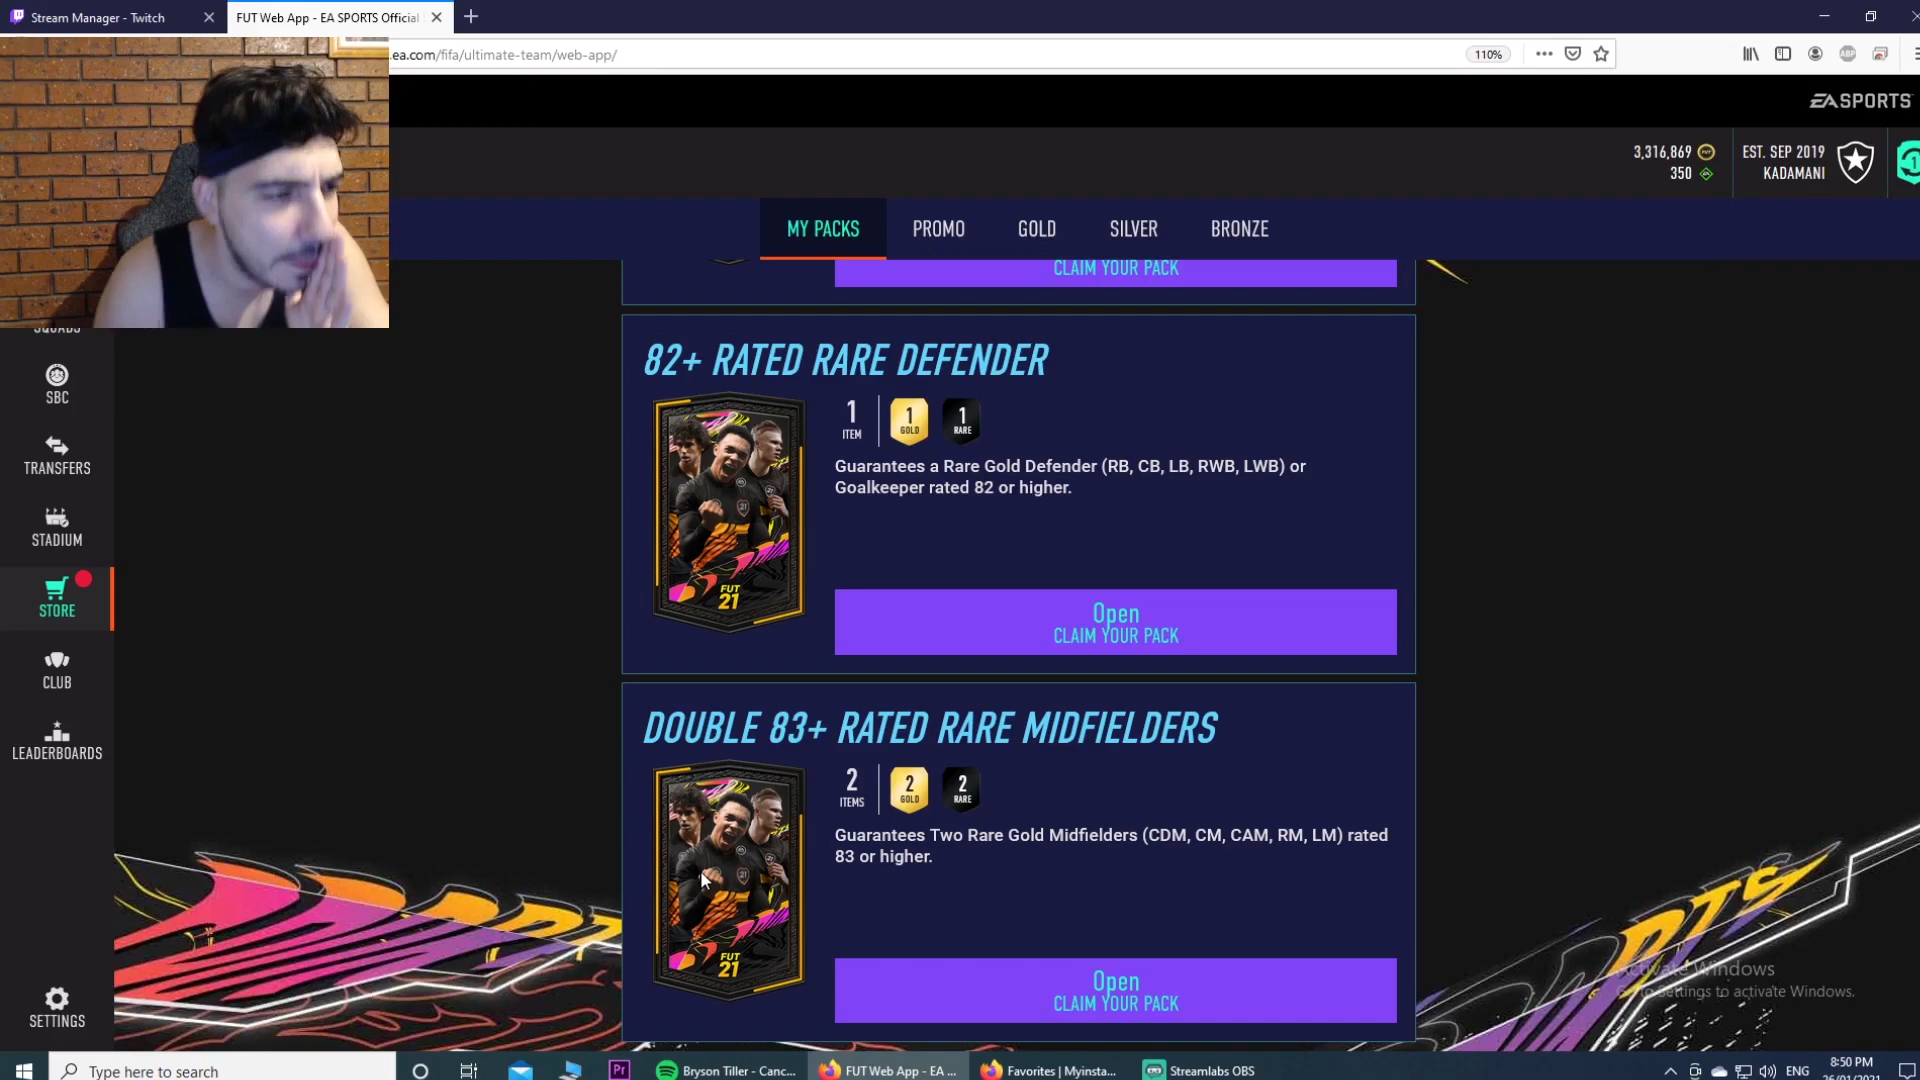 Stream Manager - Twitch
FUT Web App - EA SPORTS Official
.ea.com/fifa/ultimate-team/web-app/
110%
EA SPORTS
3,316,869
350
EST. SEP 2019
KADAMANI
1
MY PACKS
PROMO
GOLD
SILVER
BRONZE
CLAIM YOUR PACK
SQUADS
SBC
TRANSFERS
STADIUM
STORE
CLUB
LEADERBOARDS
SETTINGS
82+ RATED RARE DEFENDER
1
ITEM
1
GOLD
1
RARE
Guarantees a Rare Gold Defender (RB, CB, LB, RWB, LWB) or
Goalkeeper rated 82 or higher.
FUT
21
Open
CLAIM YOUR PACK
DOUBLE 83+ RATED RARE MIDFIELDERS
2
ITEMS
2
GOLD
2
RARE
Guarantees Two Rare Gold Midfielders (CDM, CM, CAM, RM, LM) rated
83 or higher.
FUT
21
Open
CLAIM YOUR PACK
Activate Windows
Go to Settings to activate Windows.
Type here to search
Pr
Bryson Tiller - Canc...
FUT Web App - EA ...
Favorites | Myinsta...
Streamlabs OBS
ENG
8:50 PM
26/01/2021